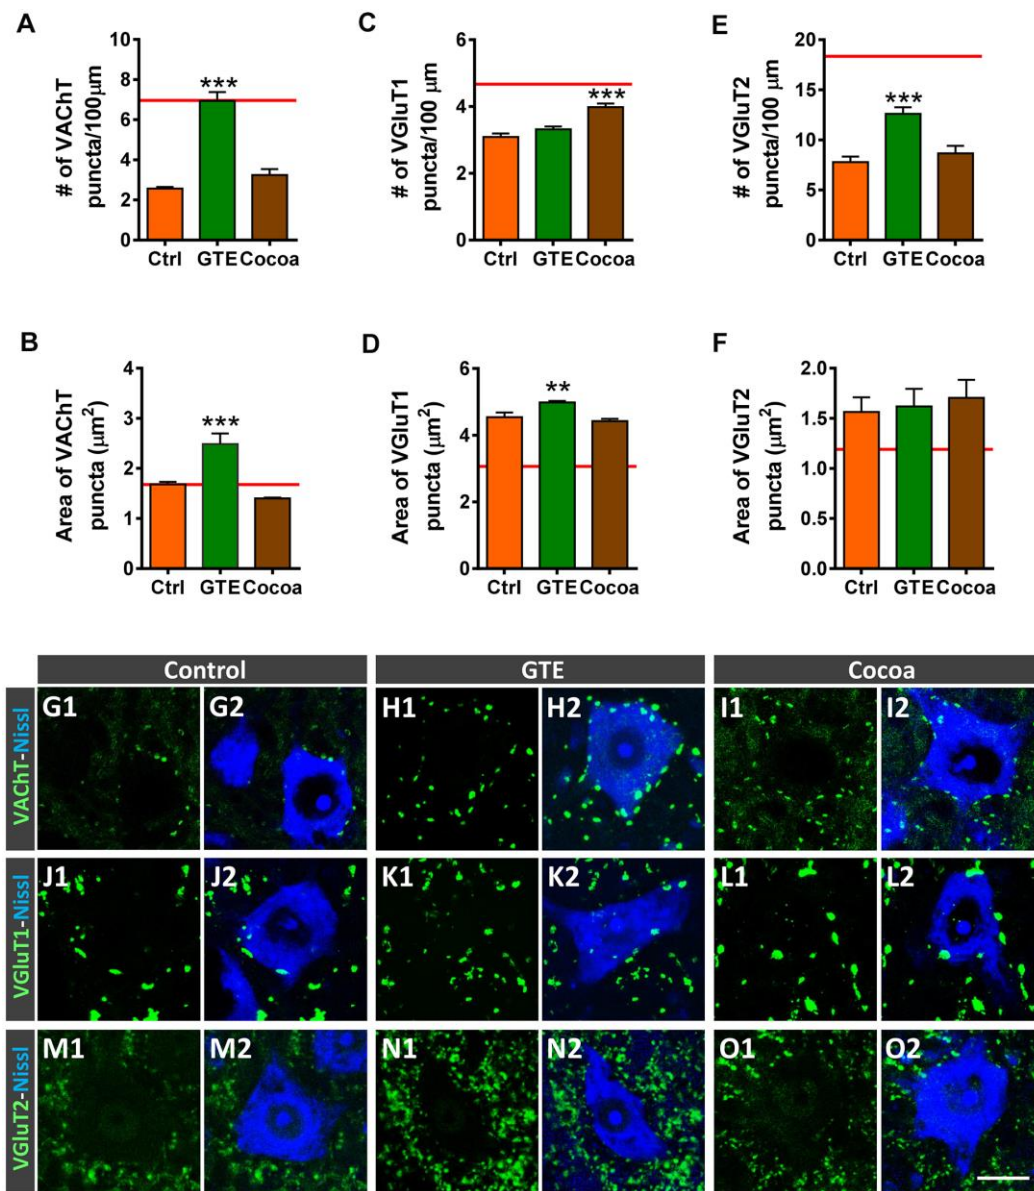 A
# of VAChT
puncta/100μm
10
8
6
4
2
0
***
Ctrl GTE Cocoa
C
# of VGluT1
puncta/100 μm
6
4
2
0
***
Ctrl GTE Cocoa
E
# of VGluT2
puncta/100 μm
20
15
10
5
0
***
Ctrl GTE Cocoa
B
Area of VAChT
puncta (μm²)
4
3
2
1
0
***
Ctrl GTE Cocoa
D
Area of VGluT1
puncta (μm²)
6
4
2
0
**
Ctrl GTE Cocoa
F
Area of VGluT2
puncta (μm²)
2.0
1.5
1.0
0.5
0.0
Ctrl GTE Cocoa
Control GTE Cocoa
VAChT-Nissl
G1 G2 H1 H2 I1 I2
VGluT1-Nissl
J1 J2 K1 K2 L1 L2
VGluT2-Nissl
M1 M2 N1 N2 O1 O2